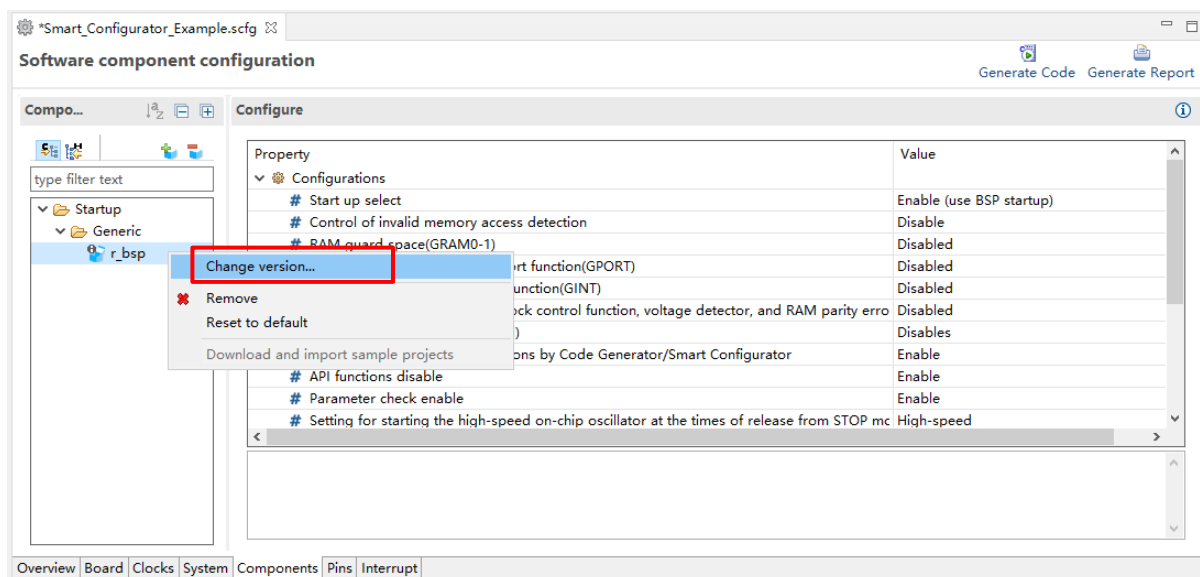 *Smart_Configurator_Example.scfg
Software component configuration
Generate Code Generate Report
Compo...
Configure
type filter text
Startup
Generic
r_bsp
Change version...
Remove
Reset to default
Download and import sample projects
Property Value
Configurations
# Start up select Enable (use BSP startup)
# Control of invalid memory access detection Disable
# RAM guard space(GRAM0-1) Disabled
rt function(GPORT) Disabled
unction(GINT) Disabled
ck control function, voltage detector, and RAM parity erro Disabled
) Disables
ons by Code Generator/Smart Configurator Enable
# API functions disable Enable
# Parameter check enable Enable
# Setting for starting the high-speed on-chip oscillator at the times of release from STOP mc High-speed
Overview Board Clocks System Components Pins Interrupt